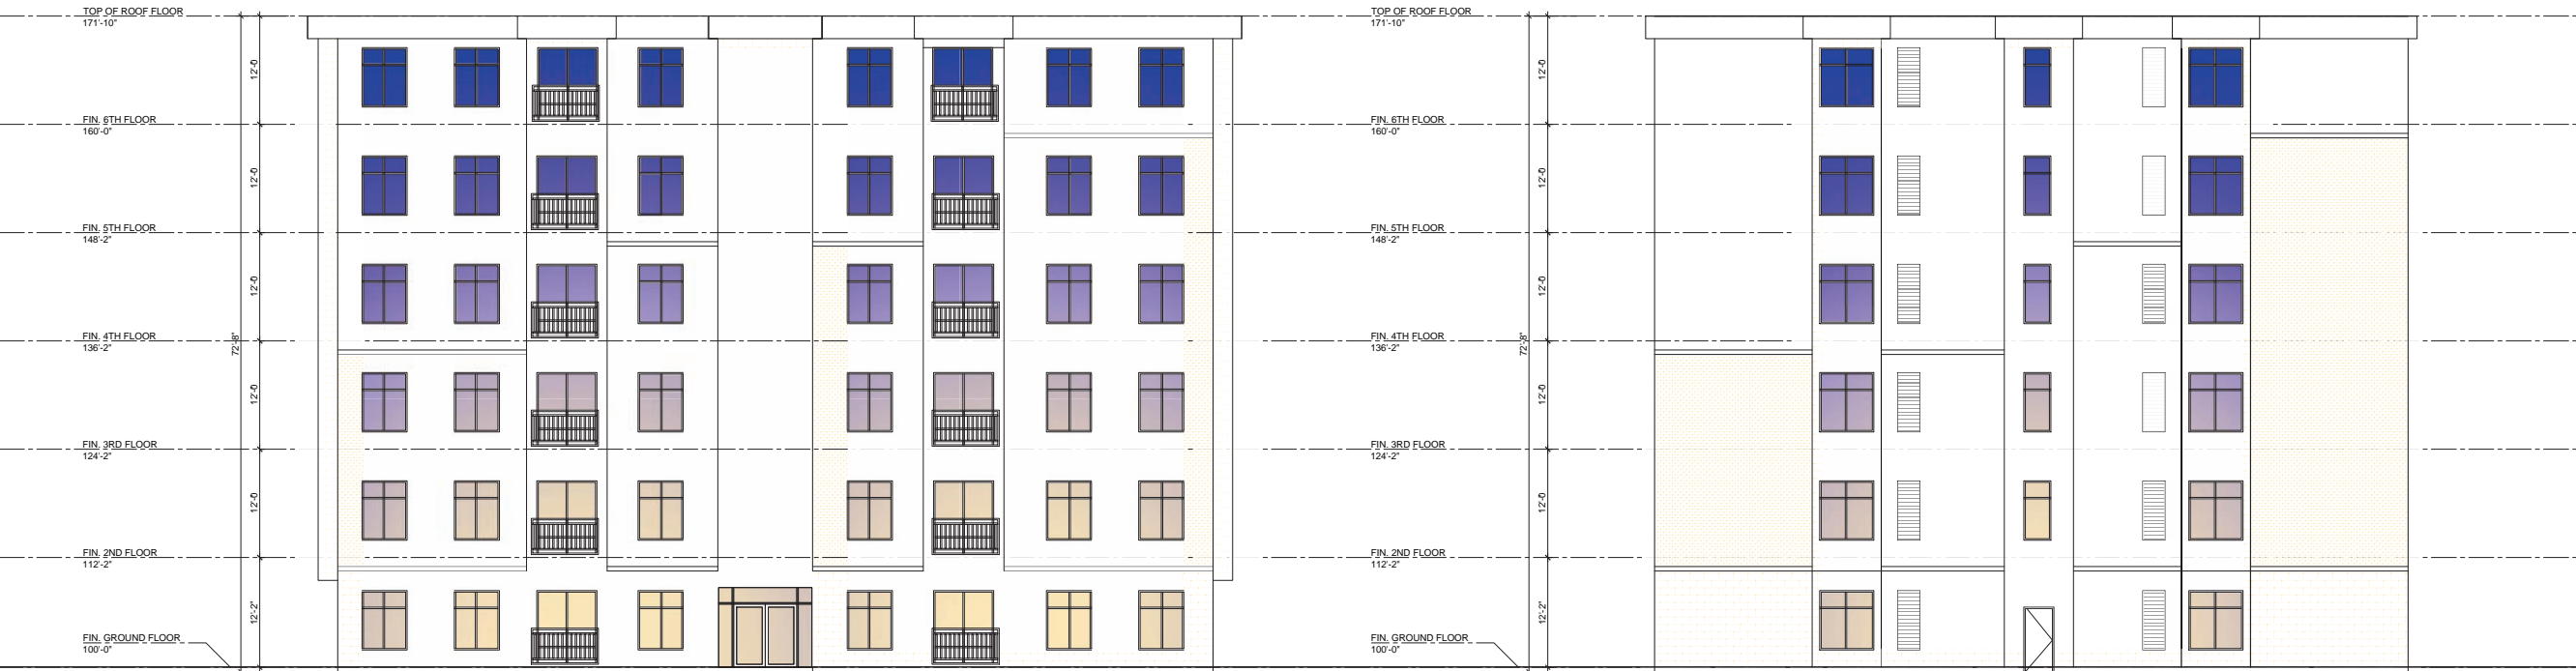 TOP OF ROOF FLOOR
171'-10"
12'-0
FIN. 6TH FLOOR
160'-0"
12'-0
FIN. 5TH FLOOR
148'-2"
12'-0
FIN. 4TH FLOOR
136'-2"
72'-8"
12'-0
FIN. 3RD FLOOR
124'-2"
12'-0
FIN. 2ND FLOOR
112'-2"
12'-2"
FIN. GROUND FLOOR
100'-0"
TOP OF ROOF FLOOR
171'-10"
12'-0
FIN. 6TH FLOOR
160'-0"
12'-0
FIN. 5TH FLOOR
148'-2"
12'-0
FIN. 4TH FLOOR
136'-2"
72'-8"
12'-0
FIN. 3RD FLOOR
124'-2"
12'-0
FIN. 2ND FLOOR
112'-2"
12'-2"
FIN. GROUND FLOOR
100'-0"